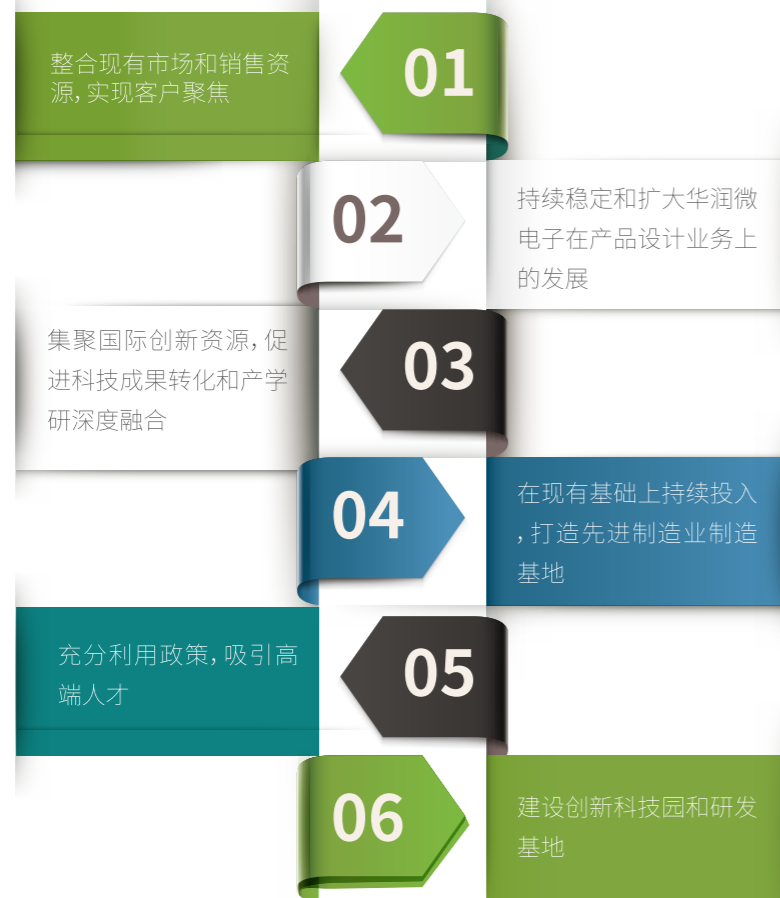 整合现有市场和销售资
源，实现客户聚焦
01
02
持续稳定和扩大华润微
电子在产品设计业务上
的发展
集聚国际创新资源，促
进科技成果转化和产学
研深度融合
03
04
在现有基础上持续投入
，打造先进制造业制造
基地
充分利用政策，吸引高
端人才
05
06
建设创新科技园和研发
基地